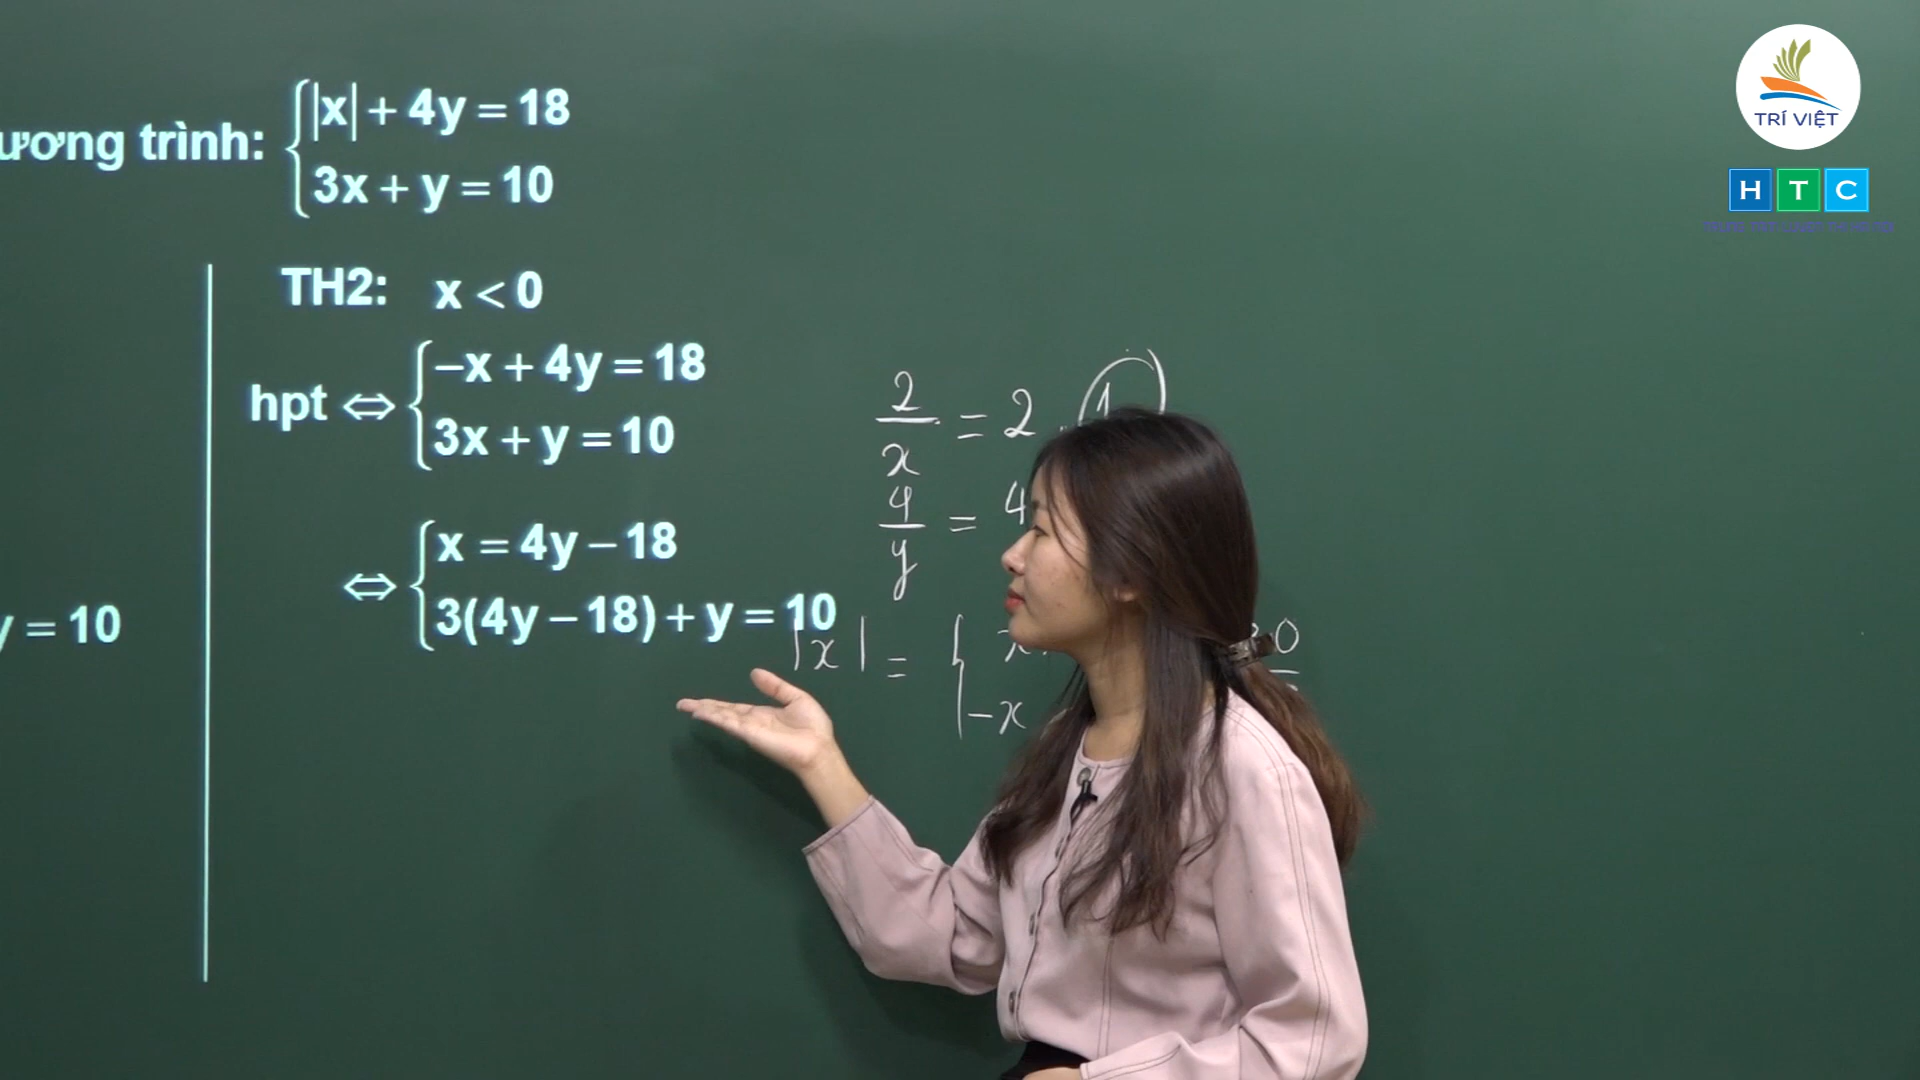 ương trình:
|x| + 4y = 18
3x + y = 10
TH2: x < 0
hpt ⇔
–x + 4y = 18
3x + y = 10
⇔
x = 4y – 18
3(4y – 18) + y = 10
y = 10
2/x = 2
4/y = 4
|x| =
–x
0
TRÍ VIỆT
H T C